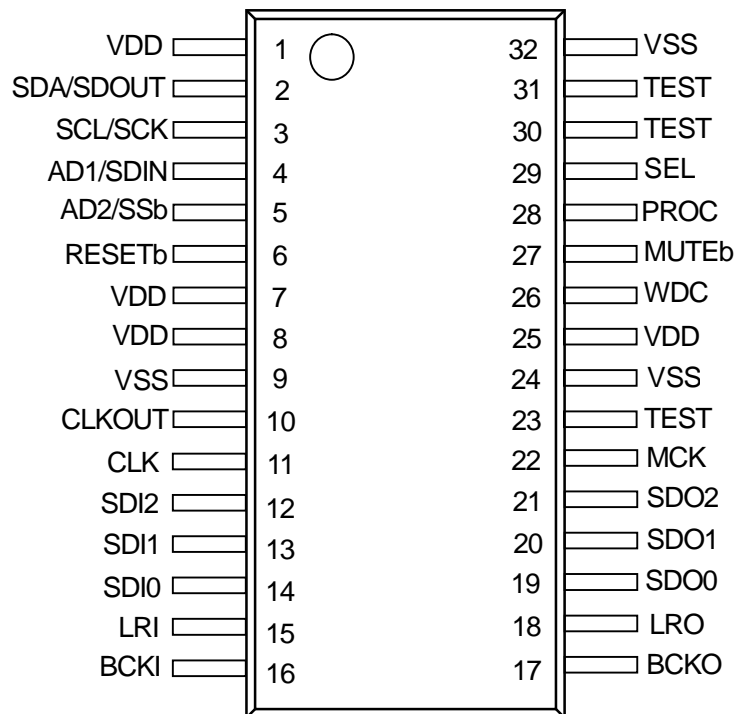 VDD 1 32 VSS
SDA/SDOUT 2 31 TEST
SCL/SCK 3 30 TEST
AD1/SDIN 4 29 SEL
AD2/SSb 5 28 PROC
RESETb 6 27 MUTEb
VDD 7 26 WDC
VDD 8 25 VDD
VSS 9 24 VSS
CLKOUT 10 23 TEST
CLK 11 22 MCK
SDI2 12 21 SDO2
SDI1 13 20 SDO1
SDI0 14 19 SDO0
LRI 15 18 LRO
BCKI 16 17 BCKO